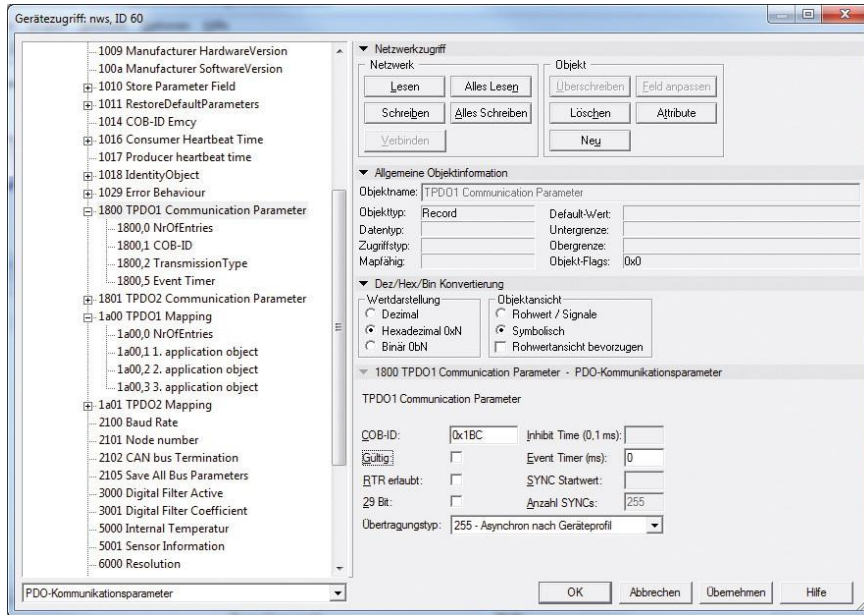 Gerätezugriff: nws, ID 60
1009 Manufacturer HardwareVersion
100a Manufacturer SoftwareVersion
1010 Store Parameter Field
1011 RestoreDefaultParameters
1014 COB-ID Emcy
1016 Consumer Heartbeat Time
1017 Producer heartbeat time
1018 IdentityObject
1029 Error Behaviour
1800 TPDO1 Communication Parameter
1800,0 NrOfEntries
1800,1 COB-ID
1800,2 TransmissionType
1800,5 Event Timer
1801 TPDO2 Communication Parameter
1a00 TPDO1 Mapping
1a00,0 NrOfEntries
1a00,1 1. application object
1a00,2 2. application object
1a00,3 3. application object
1a01 TPDO2 Mapping
2100 Baud Rate
2101 Node number
2102 CAN bus Termination
2105 Save All Bus Parameters
3000 Digital Filter Active
3001 Digital Filter Coefficient
5000 Internal Temperatur
5001 Sensor Information
6000 Resolution
PDO-Kommunikationsparameter
Netzwerkzugriff
Netzwerk
Objekt
Lesen Alles Lesen Überschreiben Feld anpassen
Schreiben Alles Schreiben Löschen Attribute
Verbinden Neu
Allgemeine Objektinformation
Objektname: TPDO1 Communication Parameter
Objekttyp: Record Default-Wert:
Datentyp: Untergrenze:
Zugriffstyp: Obergrenze:
Mapfähig: Objekt-Flags: 0x0
Dez/Hex/Bin Konvertierung
Wertdarstellung Objektansicht
Dezimal Rohwert / Signale
Hexadezimal 0xN Symbolisch
Binär 0bN Rohwertansicht bevorzugen
1800 TPDO1 Communication Parameter - PDO-Kommunikationsparameter
TPDO1 Communication Parameter
COB-ID: 0x1BC Inhibit Time (0,1 ms):
Gültig: Event Timer (ms): 0
RTR erlaubt: SYNC Startwert:
29 Bit: Anzahl SYNCs: 255
Übertragungstyp: 255 - Asynchron nach Geräteprofil
OK Abbrechen Übernehmen Hilfe